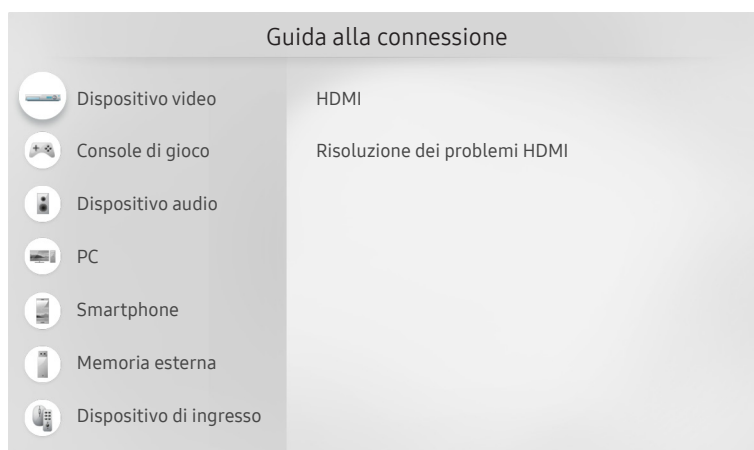 Guida alla connessione
Dispositivo video
HDMI
Console di gioco
Risoluzione dei problemi HDMI
Dispositivo audio
PC
Smartphone
Memoria esterna
Dispositivo di ingresso